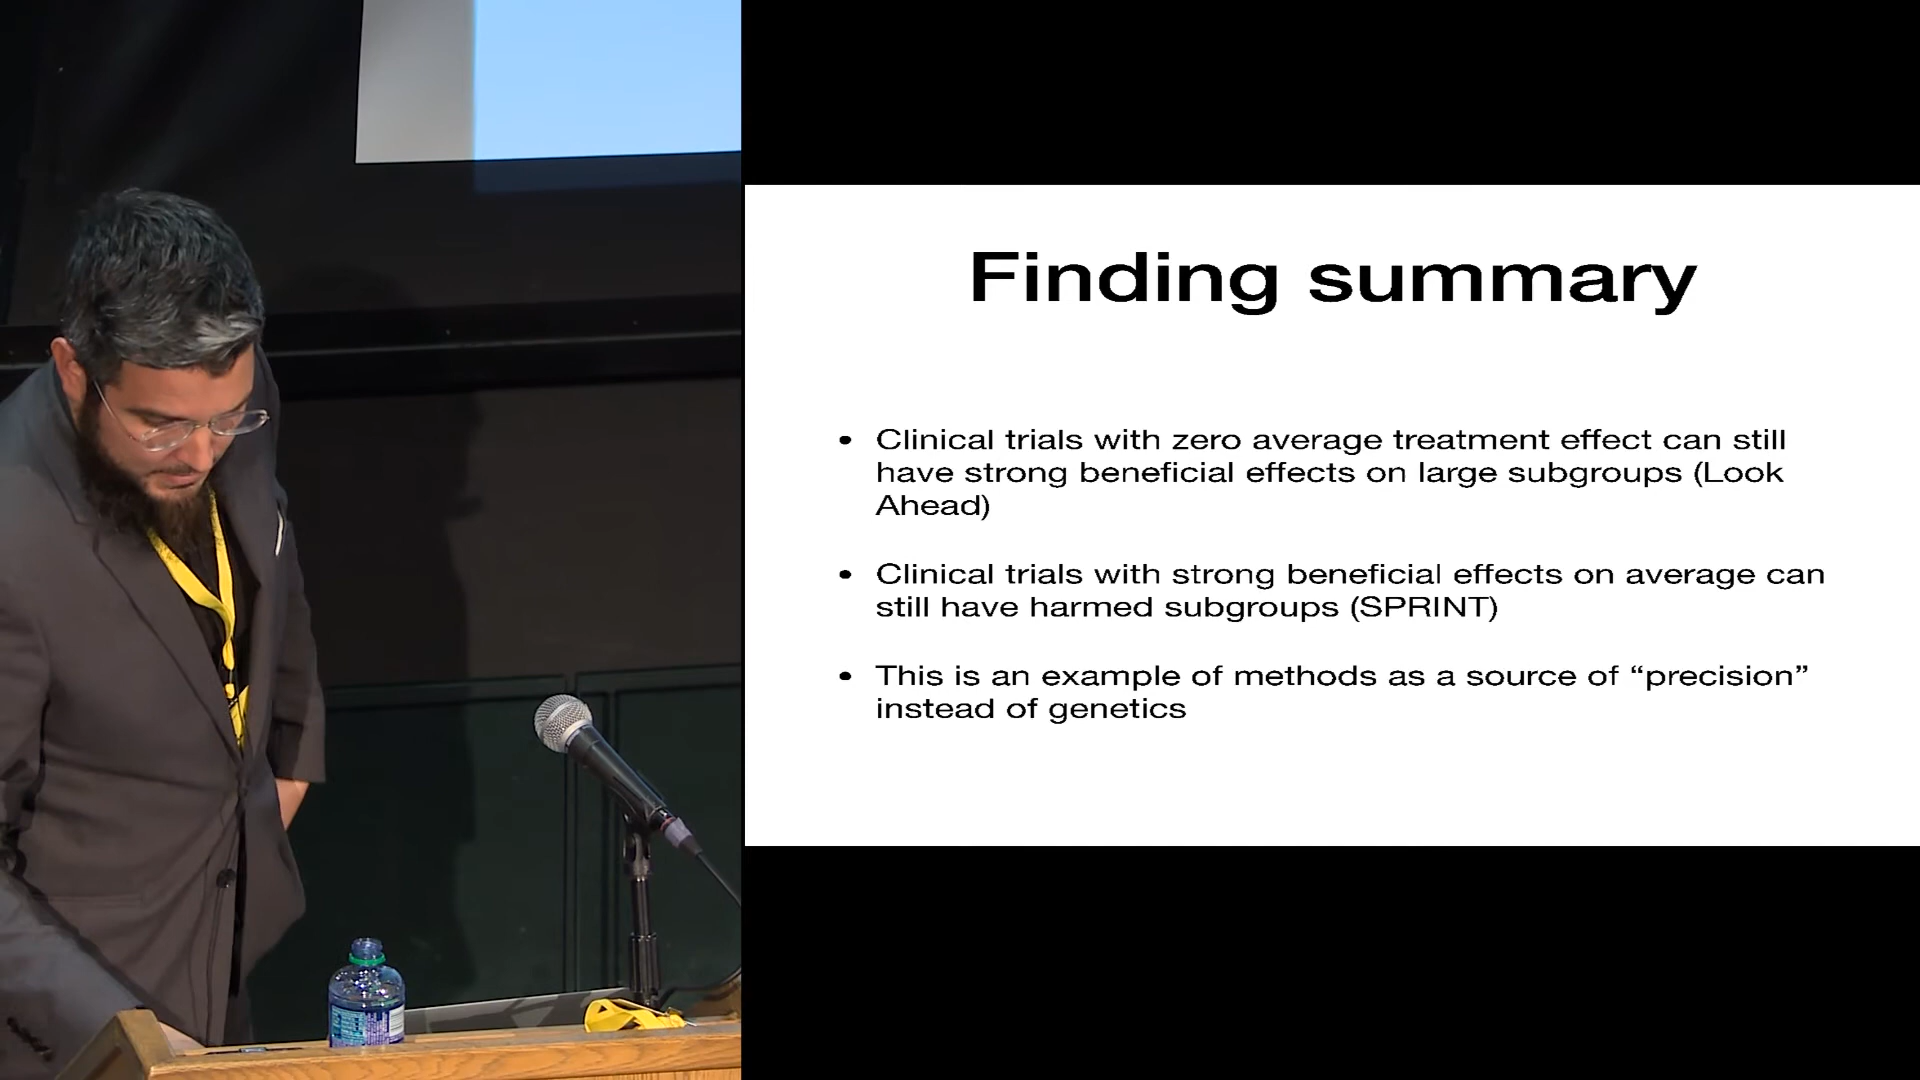 Finding summary
• Clinical trials with zero average treatment effect can still
have strong beneficial effects on large subgroups (Look
Ahead)
• Clinical trials with strong beneficial effects on average can
still have harmed subgroups (SPRINT)
• This is an example of methods as a source of “precision”
instead of genetics